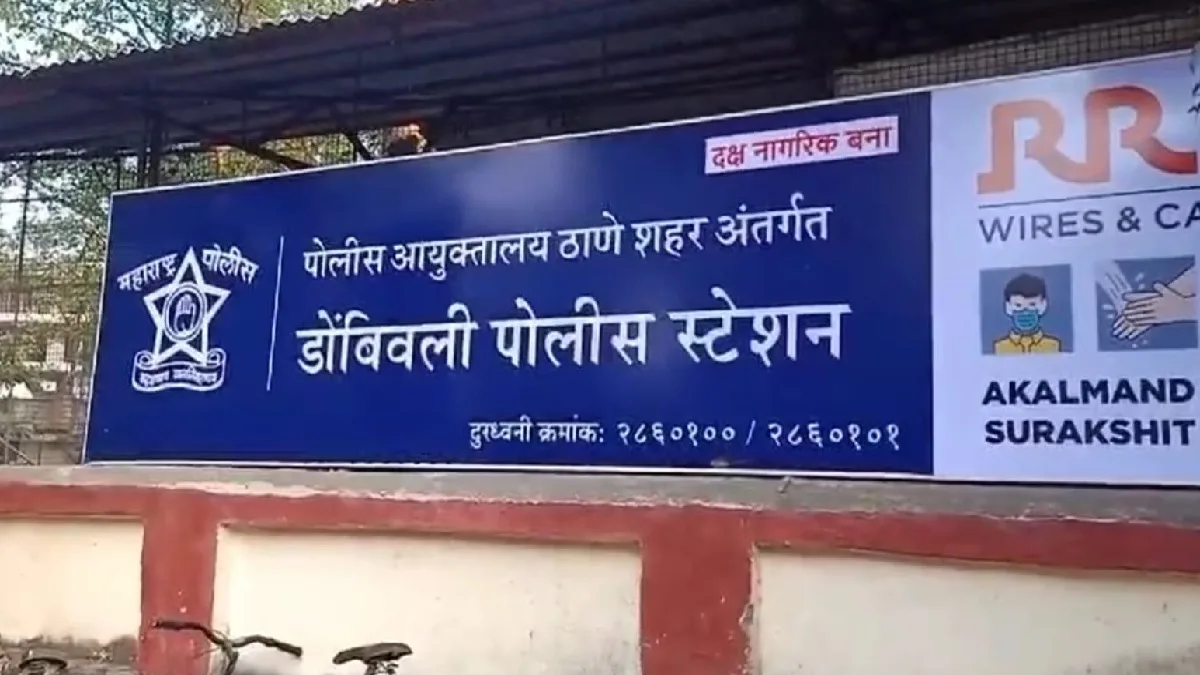 दक्ष नागरिक बना
महाराष्ट्र पोलीस
पोलीस आयुक्तालय ठाणे शहर अंतर्गत
डोंबिवली पोलीस स्टेशन
दुरध्वनी क्रमांक: २८६०१०० / २८६०१०१
RR
WIRES & CA
AKALMAND
SURAKSHIT